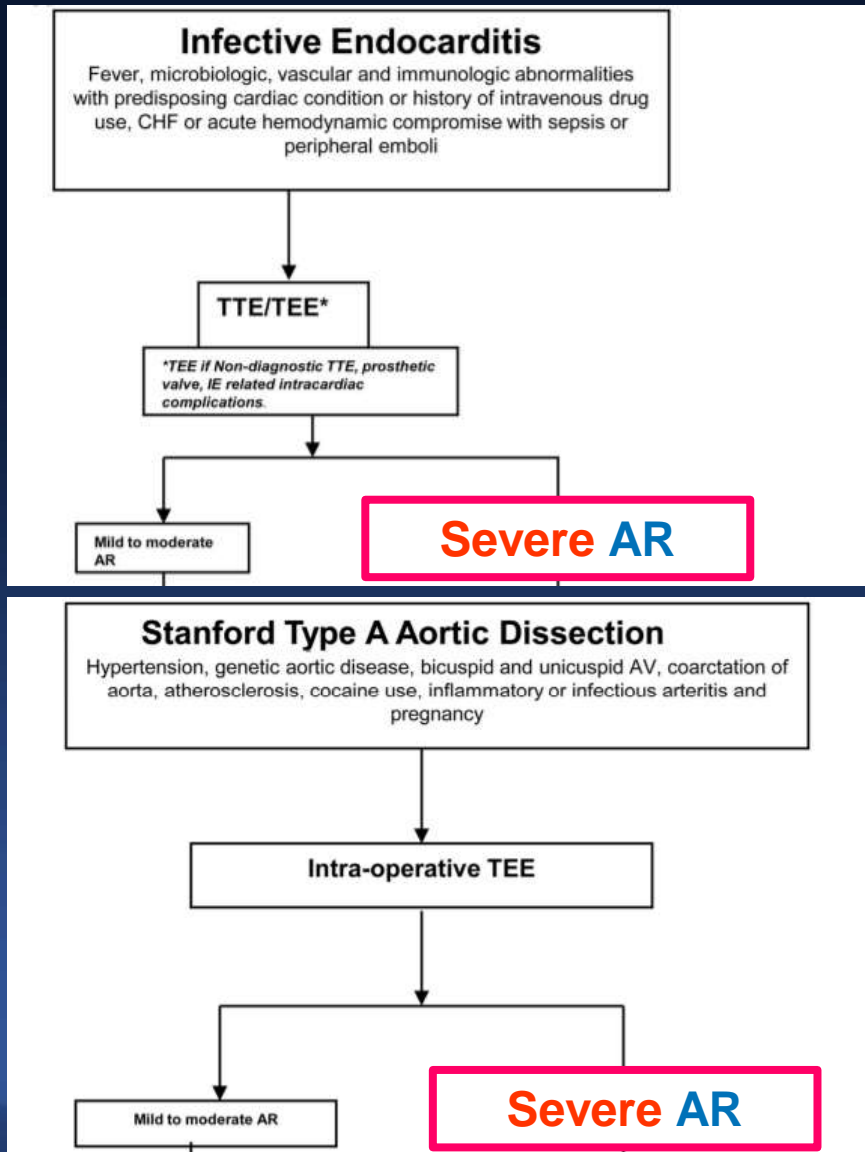 Infective Endocarditis
Fever, microbiologic, vascular and immunologic abnormalities
with predisposing cardiac condition or history of intravenous drug
use, CHF or acute hemodynamic compromise with sepsis or
peripheral emboli
TTE/TEE*
*TEE if Non-diagnostic TTE, prosthetic
valve, IE related intracardiac
complications.
Mild to moderate
AR
Severe AR
Stanford Type A Aortic Dissection
Hypertension, genetic aortic disease, bicuspid and unicuspid AV, coarctation of
aorta, atherosclerosis, cocaine use, inflammatory or infectious arteritis and
pregnancy
Intra-operative TEE
Mild to moderate AR
Severe AR